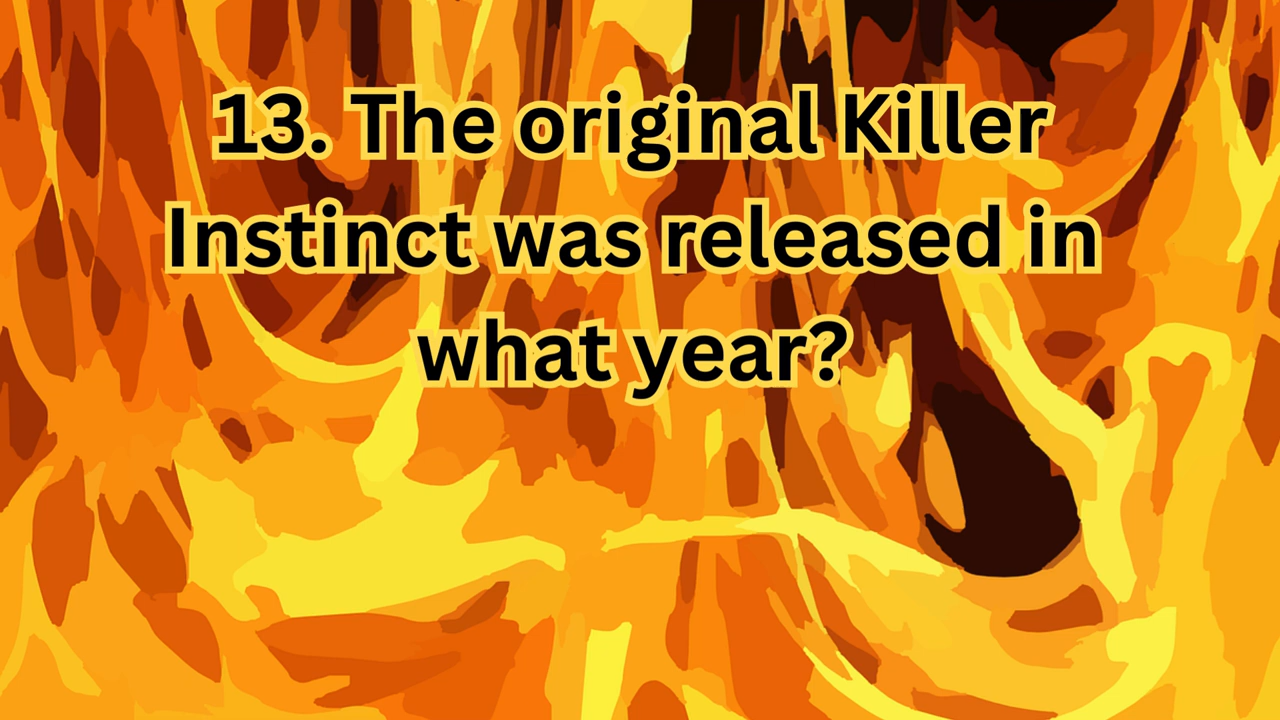 13. The original Killer
Instinct was released in
what year?